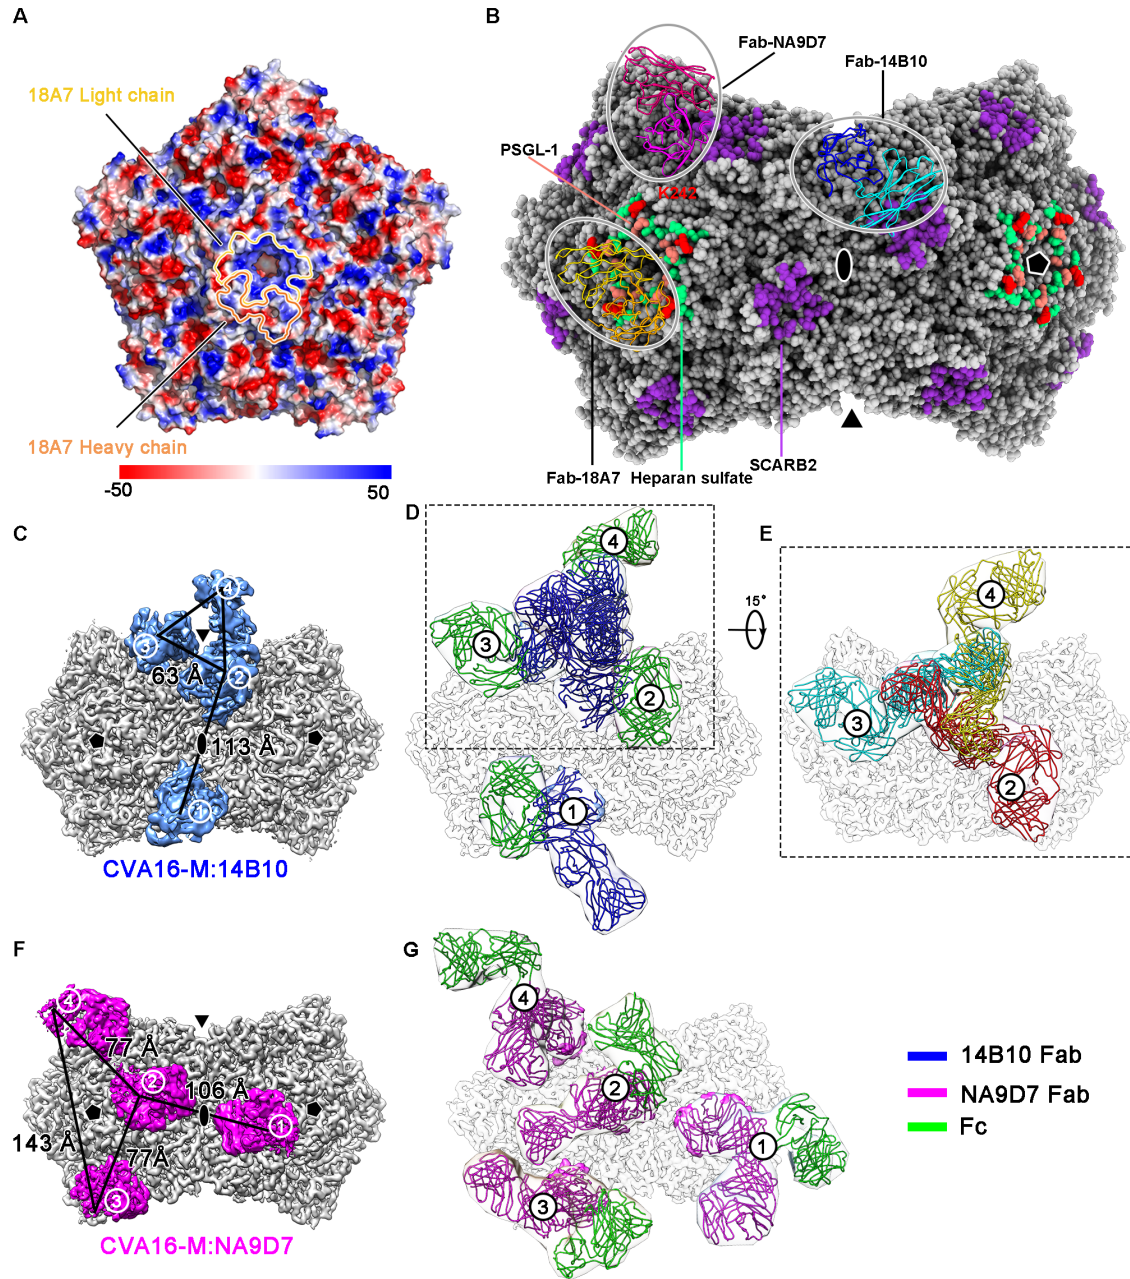 A
18A7 Light chain
18A7 Heavy chain
-50
50
B
Fab-NA9D7
Fab-14B10
PSGL-1
K242
Fab-18A7
Heparan sulfate
SCARB2
C
4
3
63 Å
2
113 Å
1
CVA16-M:14B10
D
4
3
2
1
15°
E
4
3
2
F
4
77 Å
2
106 Å
1
143 Å
77Å
3
CVA16-M:NA9D7
G
4
2
1
3
14B10 Fab
NA9D7 Fab
Fc